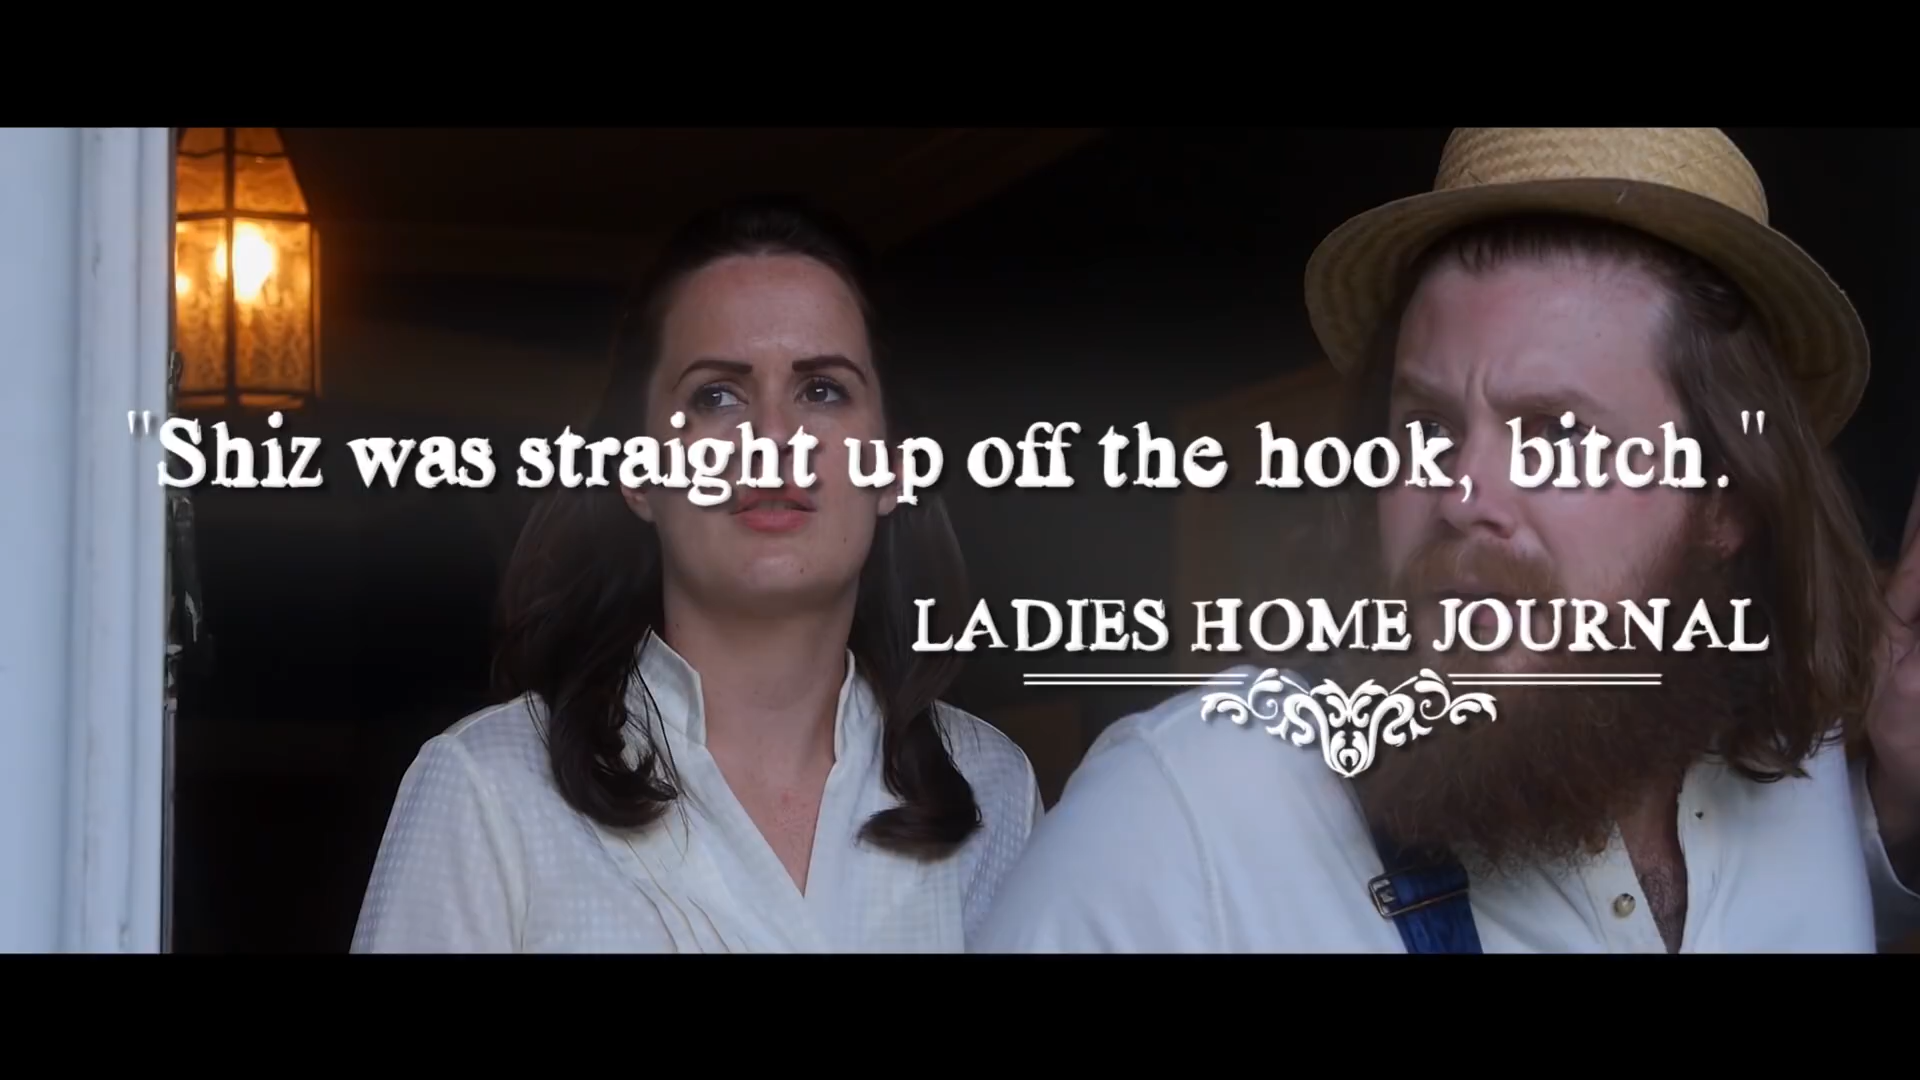 "Shiz was straight up off the hook, bitch."
LADIES HOME JOURNAL